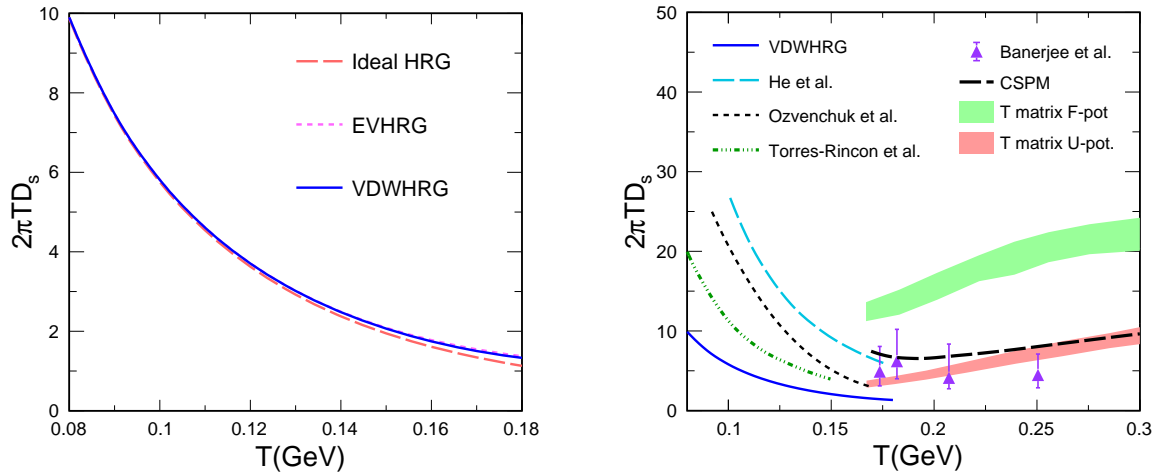 10
8
6
4
2
0
2πTD_s
Ideal HRG
EVHRG
VDWHRG
0.08 0.1 0.12 0.14 0.16 0.18
T(GeV)
50
40
30
20
10
0
2πTD_s
VDWHRG
He et al.
Ozvenchuk et al.
Torres-Rincon et al.
Banerjee et al.
CSPM
T matrix F-pot
T matrix U-pot.
0.1 0.15 0.2 0.25 0.3
T(GeV)